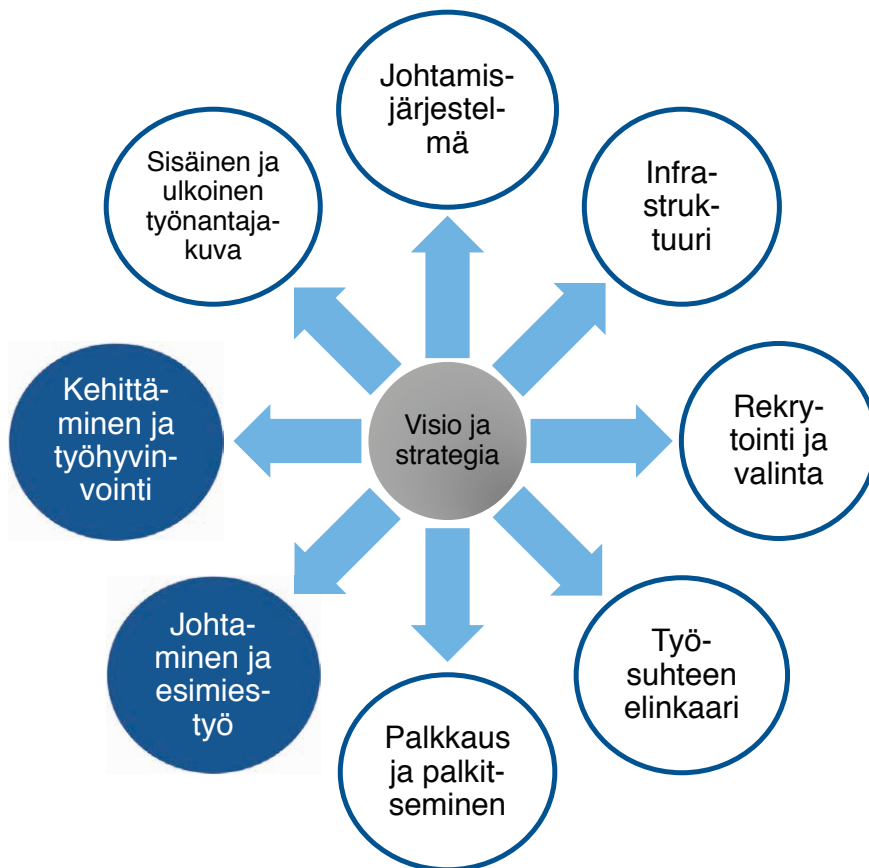 Johtamis-
järjestel-
mä
Infra-
struk-
tuuri
Rekry-
tointi ja
valinta
Työ-
suhteen
elinkaari
Palkkaus
ja palkit-
seminen
Johta-
minen ja
esimies-
työ
Kehittä-
minen ja
työhyvin-
vointi
Sisäinen ja
ulkoinen
työnantaja-
kuva
Visio ja
strategia